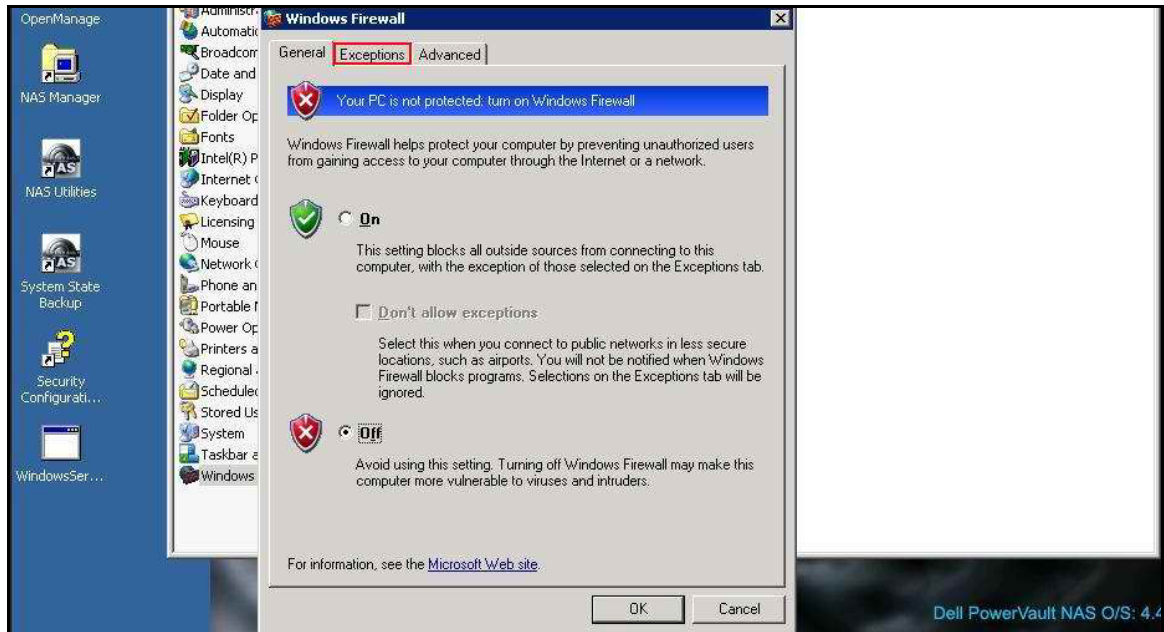 OpenManage
NAS Manager
NAS Utilities
System State
Backup
Security
Configurati...
WindowsSer...
Administr
Automatic
Broadcom
Date and
Display
Folder Op
Fonts
Intel(R) P
Internet
Keyboard
Licensing
Mouse
Network
Phone an
Portable
Power Op
Printers a
Regional
Scheduled
Stored Us
System
Taskbar a
Windows
Windows Firewall
General Exceptions Advanced
Your PC is not protected: turn on Windows Firewall
Windows Firewall helps protect your computer by preventing unauthorized users
from gaining access to your computer through the Internet or a network.
On
This setting blocks all outside sources from connecting to this
computer, with the exception of those selected on the Exceptions tab.
Don't allow exceptions
Select this when you connect to public networks in less secure
locations, such as airports. You will not be notified when Windows
Firewall blocks programs. Selections on the Exceptions tab will be
ignored.
Off
Avoid using this setting. Turning off Windows Firewall may make this
computer more vulnerable to viruses and intruders.
For information, see the Microsoft Web site.
OK Cancel
Dell PowerVault NAS O/S: 4.4